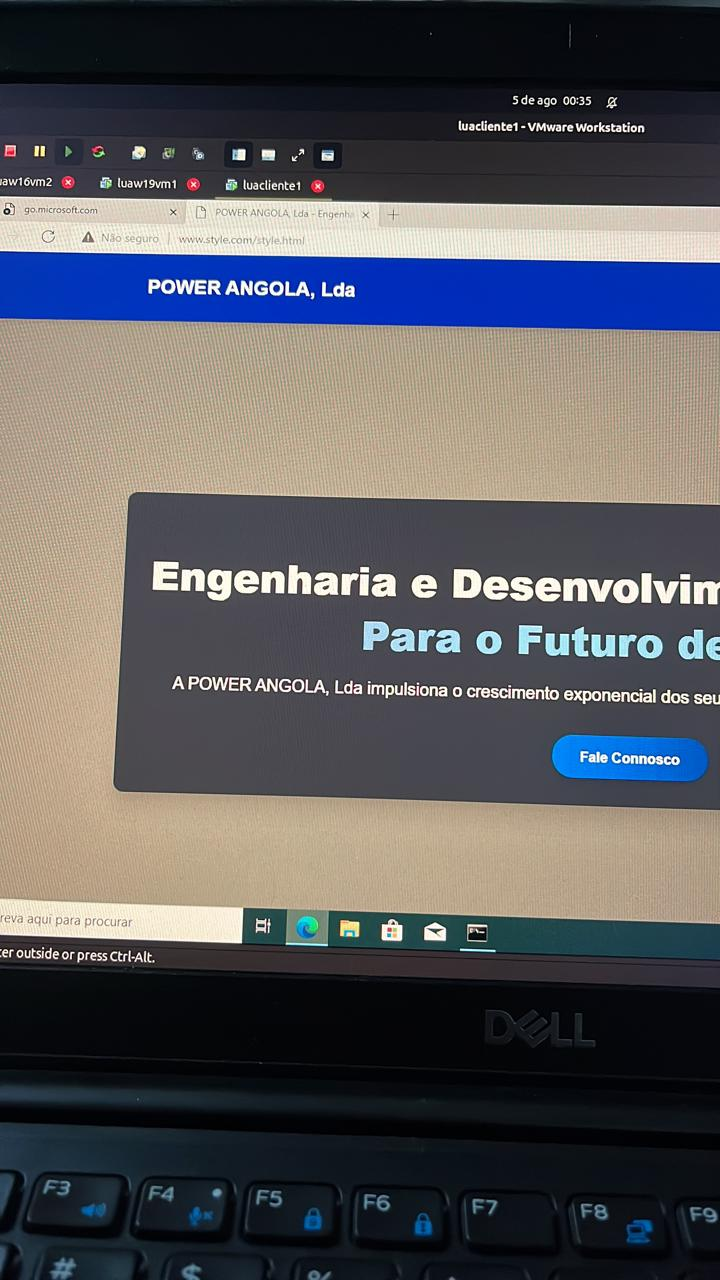 5 de ago 00:35
luacliente1 - VMware Workstation
aw16vm2
luaw19vm1
luacliente1
go.microsoft.com
POWER ANGOLA, Lda - Engenha
Não seguro | www.style.com/style.html
POWER ANGOLA, Lda
Engenharia e Desenvolvim
Para o Futuro de
A POWER ANGOLA, Lda impulsiona o crescimento exponencial dos seu
Fale Connosco
reva aqui para procurar
er outside or press Ctrl-Alt.
DELL
F3
F4
F5
F6
F7
F8
F9
#
$
%